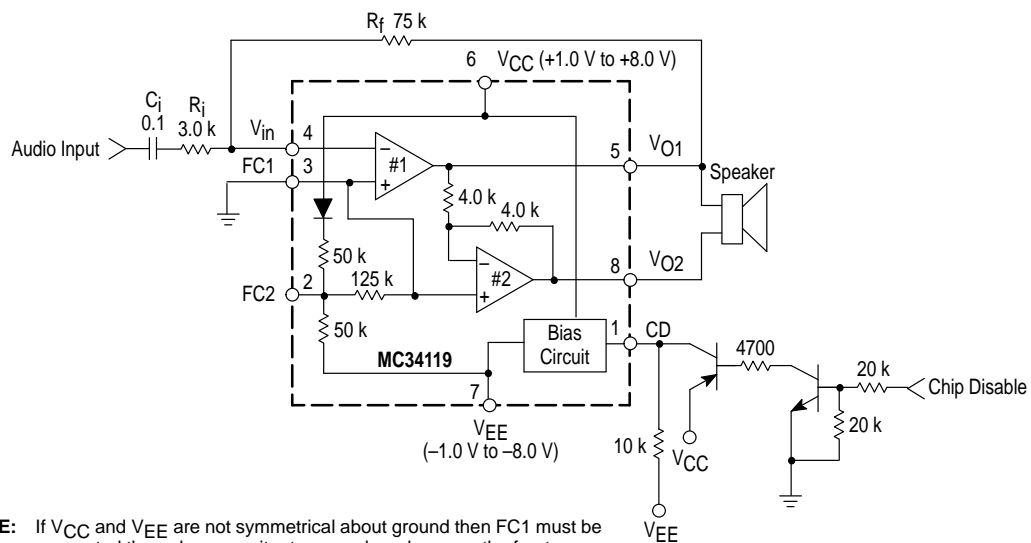 Rf 75 k
6 VCC (+1.0 V to +8.0 V)
Ci
0.1
Ri
3.0 k
Vin
4
Audio Input
FC1
3
–
#1
+
5
VO1
Speaker
4.0 k
4.0 k
50 k
2
125 k
FC2
–
#2
+
8
VO2
50 k
Bias
Circuit
1
CD
MC34119
7
VEE
(–1.0 V to –8.0 V)
4700
20 k
Chip Disable
20 k
10 k
VCC
VEE
E: If VCC and VEE are not symmetrical about ground then FC1 must be